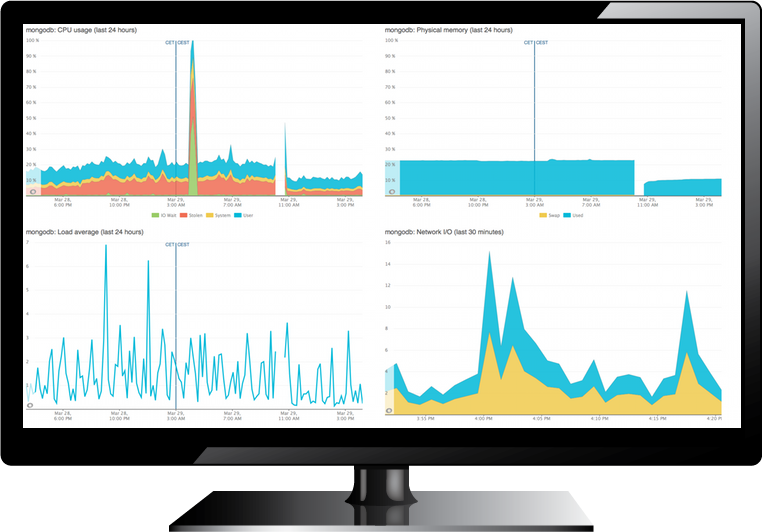 mongodb: CPU usage (last 24 hours)
100 %
90 %
80 %
70 %
60 %
50 %
40 %
30 %
20 %
10 %
CET CEST
Mar 28, 6:00 PM
Mar 28, 10:00 PM
Mar 29, 3:00 AM
Mar 29, 7:00 AM
Mar 29, 11:00 AM
Mar 29, 3:00 PM
IO Wait Stolen System User
mongodb: Physical memory (last 24 hours)
100 %
90 %
80 %
70 %
60 %
50 %
40 %
30 %
20 %
10 %
CET CEST
Mar 28, 6:00 PM
Mar 28, 10:00 PM
Mar 29, 3:00 AM
Mar 29, 7:00 AM
Mar 29, 11:00 AM
Mar 29, 3:00 PM
Swap Used
mongodb: Load average (last 24 hours)
7
6
5
4
3
2
1
CET CEST
Mar 28, 6:00 PM
Mar 28, 10:00 PM
Mar 29, 3:00 AM
Mar 29, 7:00 AM
Mar 29, 11:00 AM
Mar 29, 3:00 PM
mongodb: Network I/O (last 30 minutes)
16
14
12
10
8
6
4
2
3:55 PM
4:00 PM
4:05 PM
4:10 PM
4:15 PM
4:20 P